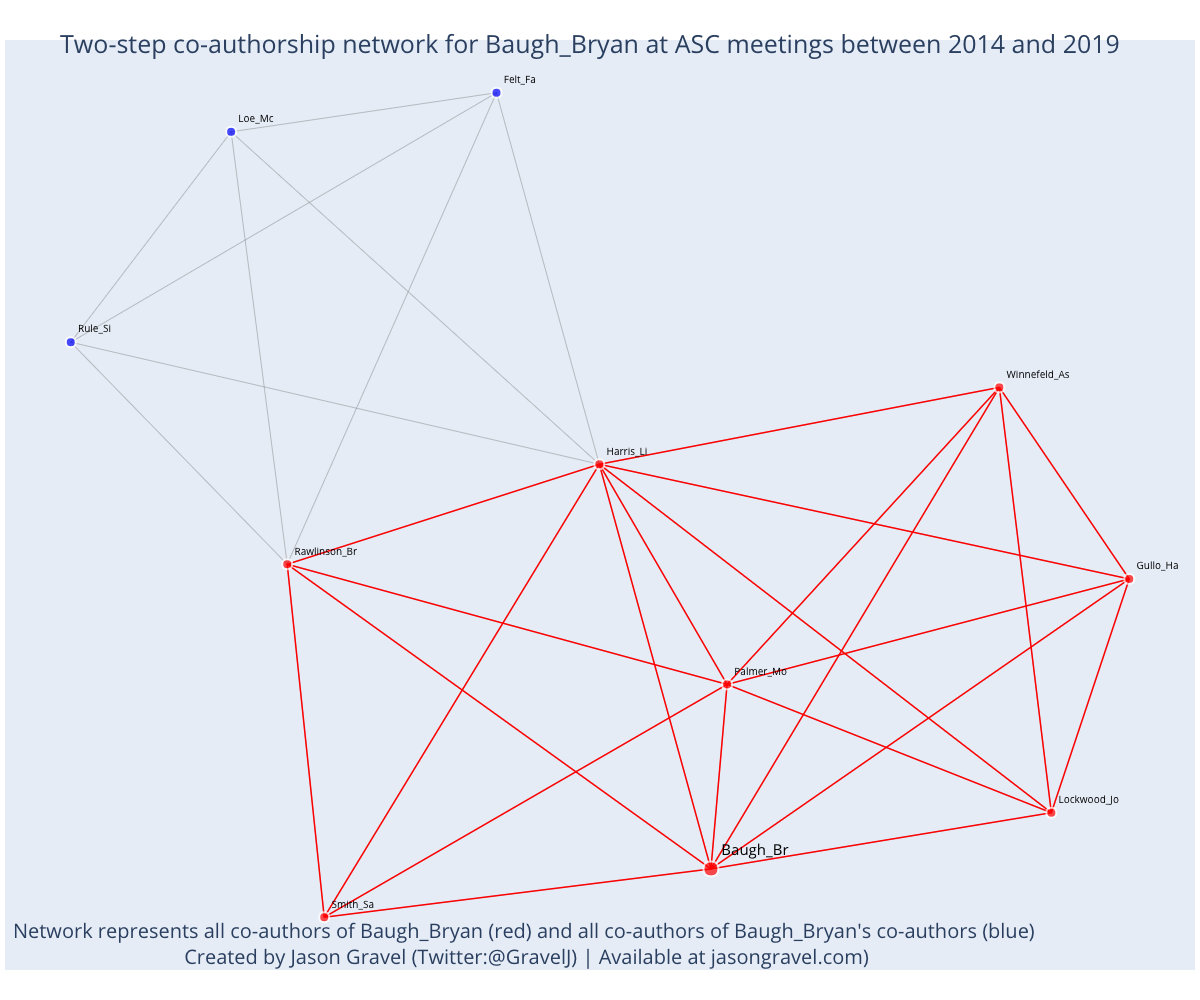 Two-step co-authorship network for Baugh_Bryan at ASC meetings between 2014 and 2019
Felt_Fa
Loe_Mc
Rule_Si
Winnefeld_As
Harris_Li
Rawlinson_Br
Gullo_Ha
Palmer_Mo
Lockwood_Jo
Baugh_Br
Smith_Sa
Network represents all co-authors of Baugh_Bryan (red) and all co-authors of Baugh_Bryan's co-authors (blue)
Created by Jason Gravel (Twitter:@GravelJ) | Available at jasongravel.com)